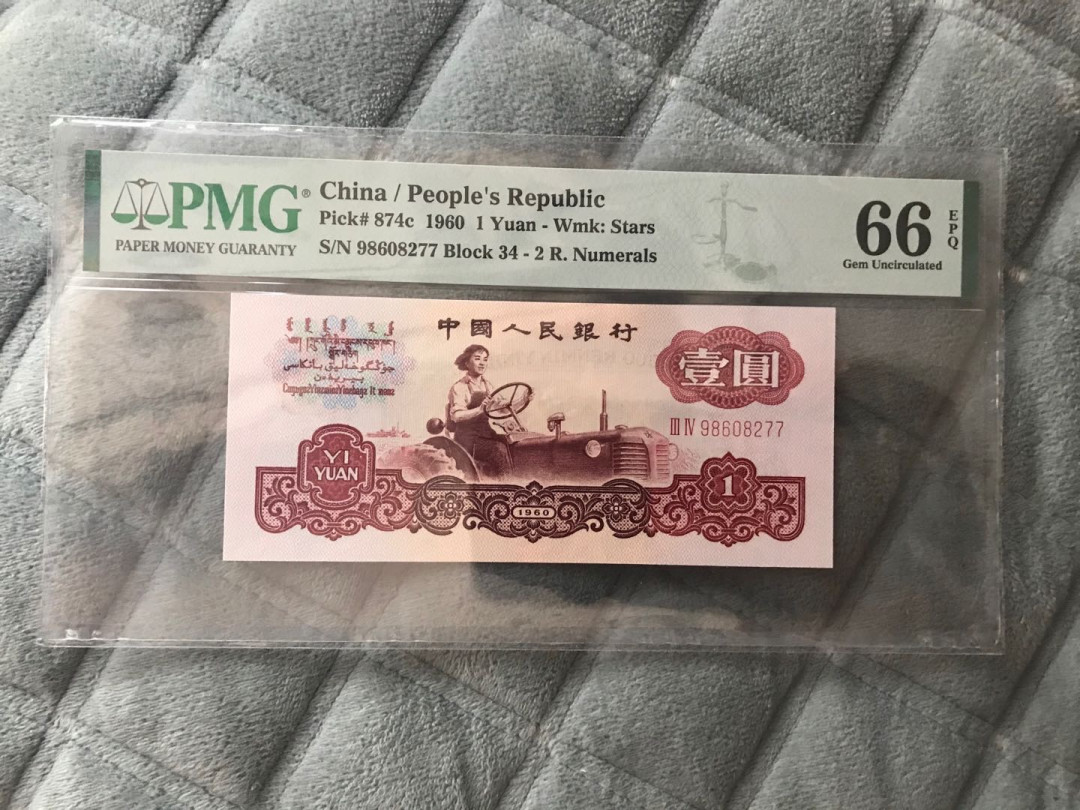 PMG®
PAPER MONEY GUARANTY
China / People's Republic
Pick# 874c 1960 1 Yuan - Wmk: Stars
S/N 98608277 Block 34 - 2 R. Numerals
66
EPQ
Gem Uncirculated
中國人民銀行
壹圓
III IV 98608277
YI
YUAN
1960
1